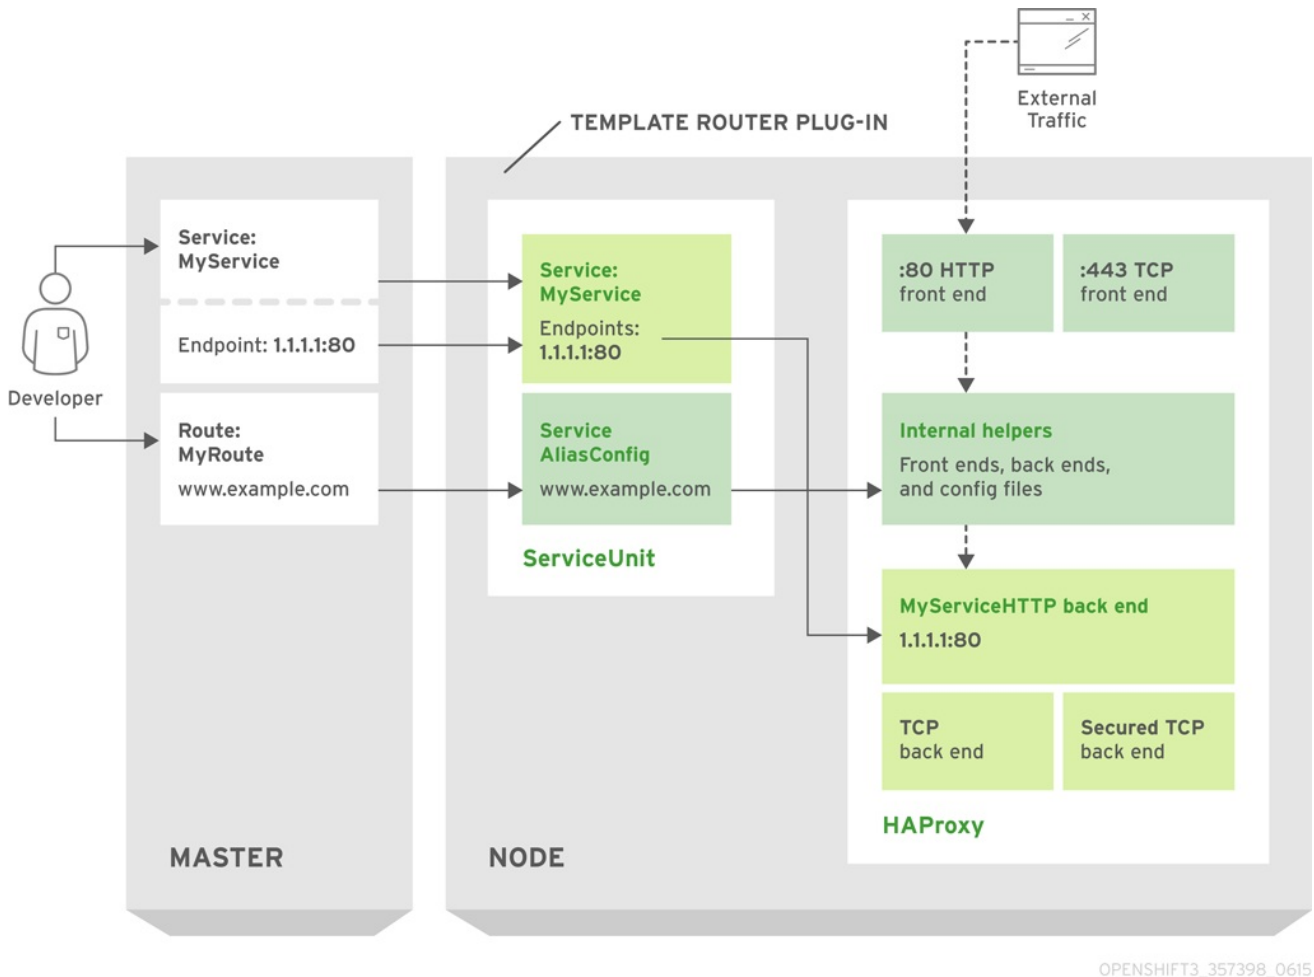 External
Traffic
TEMPLATE ROUTER PLUG-IN
Developer
Service:
MyService
Endpoint: 1.1.1.1:80
Route:
MyRoute
www.example.com
MASTER
Service:
MyService
Endpoints:
1.1.1.1:80
Service
AliasConfig
www.example.com
ServiceUnit
NODE
:80 HTTP
front end
:443 TCP
front end
Internal helpers
Front ends, back ends,
and config files
MyServiceHTTP back end
1.1.1.1:80
TCP
back end
Secured TCP
back end
HAProxy
OPENSHIFT3_357398_0615